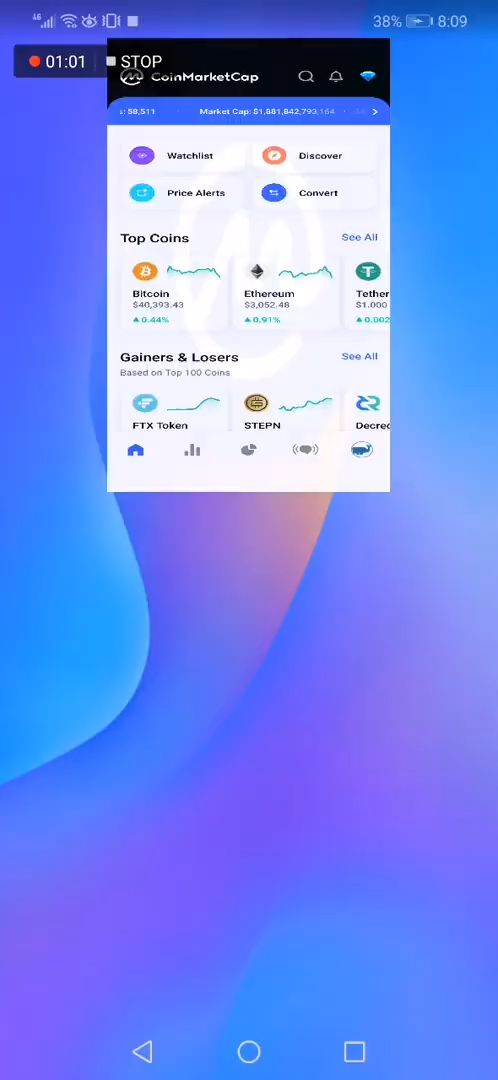 46 38% 8:09
01:01 STOP
CoinMarketCap
s: 58,511 Market Cap: $1,881,842,793,164
Watchlist Discover
Price Alerts Convert
Top Coins See All
Bitcoin Ethereum Tether
$40,393.43 $3,052.48 $1.000
0.44% 0.91% 0.002
Gainers & Losers See All
Based on Top 100 Coins
FTX Token STEPN Decred